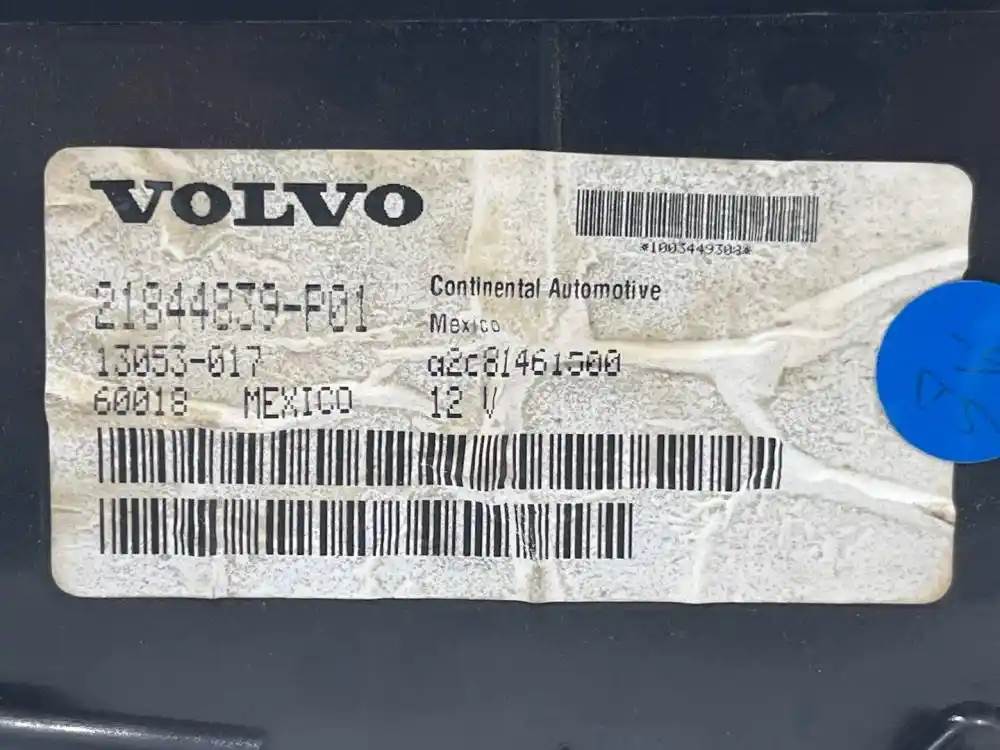 VOLVO
*1003449308*
21844839-P01
Continental Automotive
Mexico
13053-017
a2c81461500
60018 MEXICO
12 V